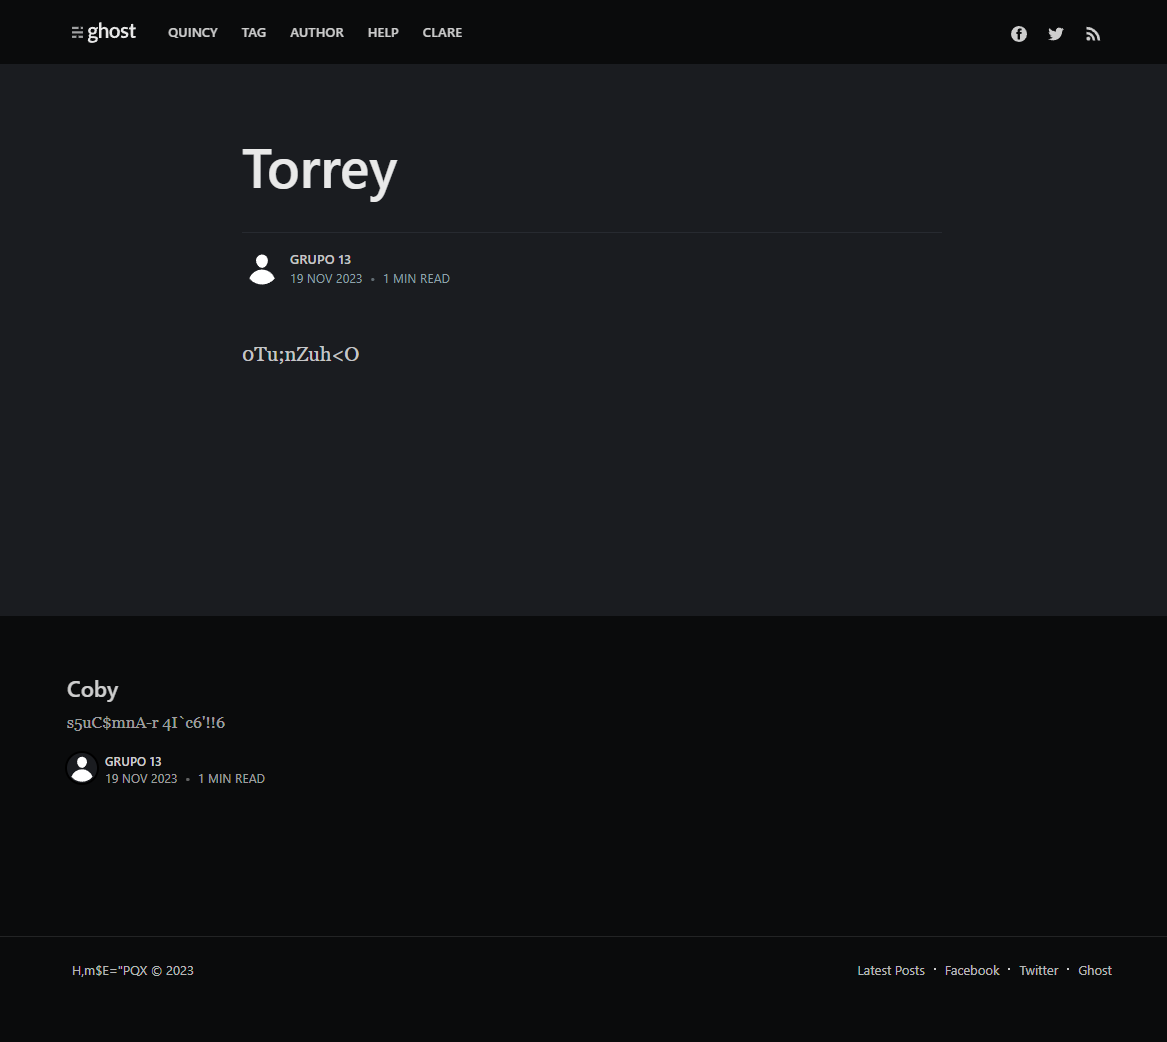 ghost QUINCY TAG AUTHOR HELP CLARE
Torrey
GRUPO 13
19 NOV 2023 • 1 MIN READ
0Tu;nZuh<O
Coby
s5uC$mnA-r 4I`c6'!!6
GRUPO 13
19 NOV 2023 • 1 MIN READ
H,m$E="PQX © 2023 Latest Posts · Facebook · Twitter · Ghost